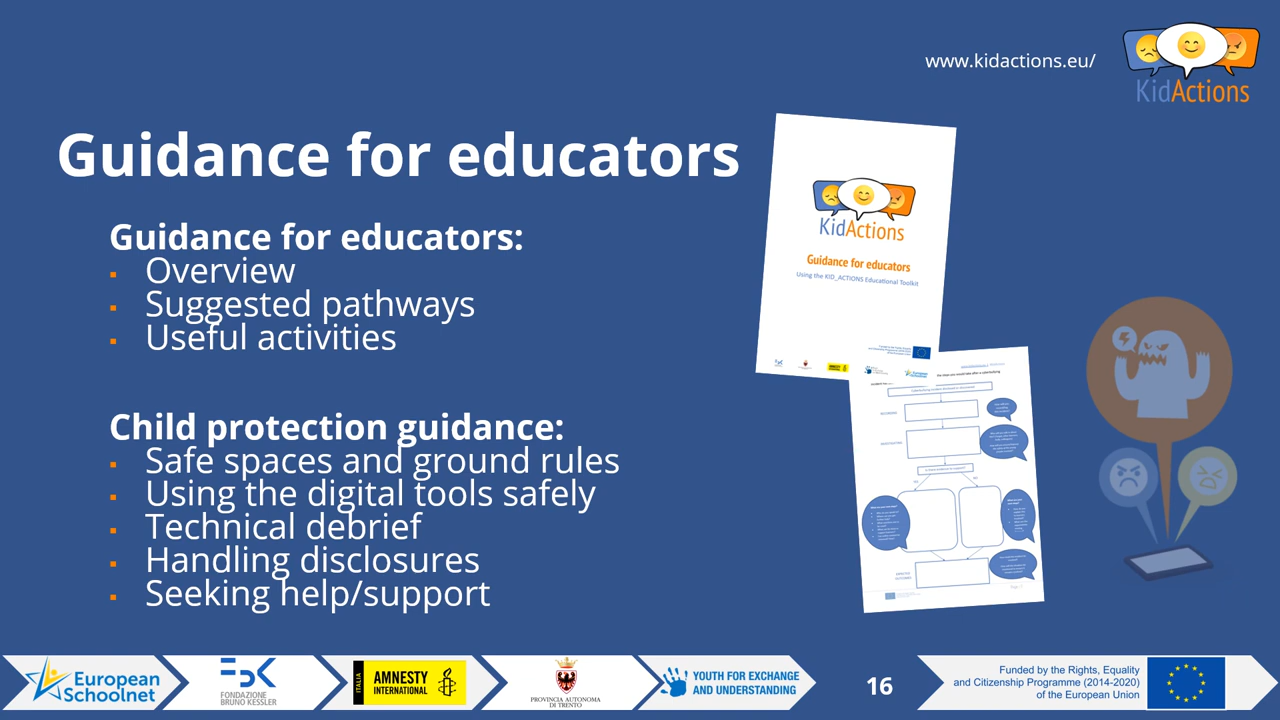 www.kidactions.eu/
KidActions
Guidance for educators
Guidance for educators:
Overview
Suggested pathways
Useful activities
Child protection guidance:
Safe spaces and ground rules
Using the digital tools safely
Technical debrief
Handling disclosures
Seeking help/support
KidActions
Guidance for educators
Using the KID_ACTIONS Educational Toolkit
European
Schoolnet
FBK
FONDAZIONE
BRUNO KESSLER
ITALIA
AMNESTY
INTERNATIONAL
PROVINCIA AUTONOMA
DI TRENTO
YOUTH FOR EXCHANGE
AND UNDERSTANDING
16
Funded by the Rights, Equality
and Citizenship Programme (2014-2020)
of the European Union